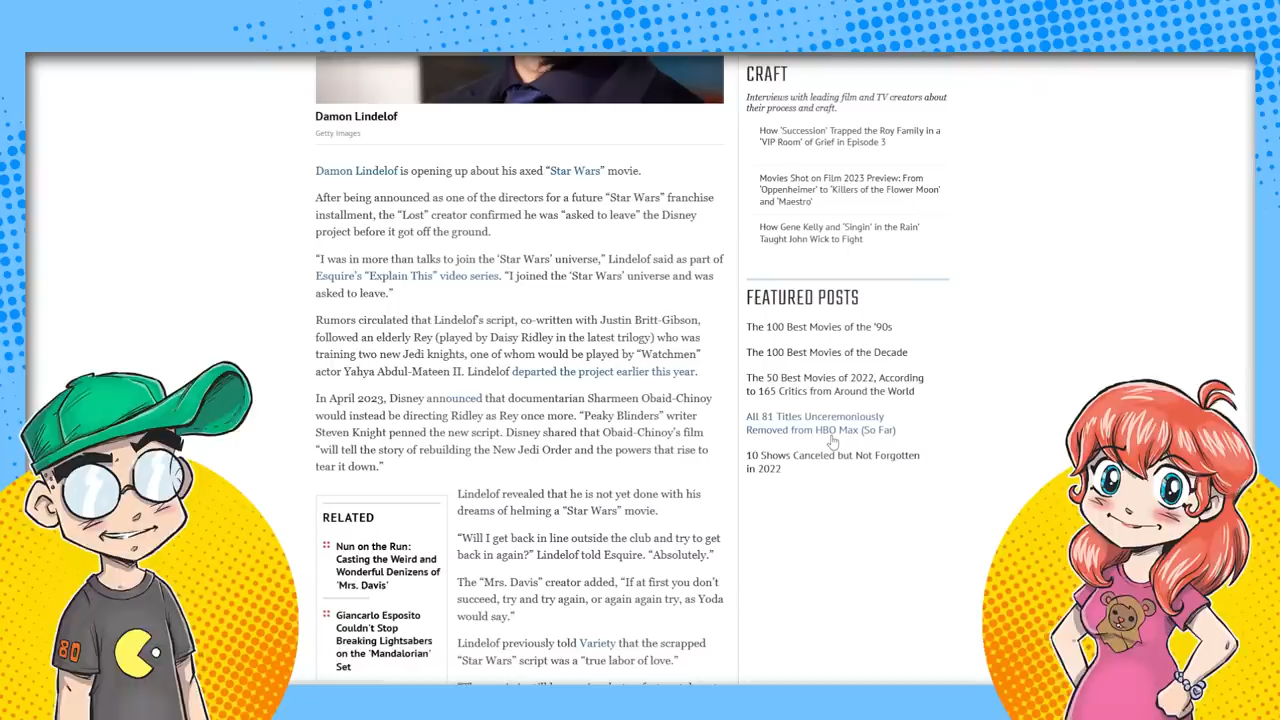 Damon Lindelof
Getty Images
Damon Lindelof is opening up about his axed “Star Wars” movie.
After being announced as one of the directors for a future “Star Wars” franchise
installment, the “Lost” creator confirmed he was “asked to leave” the Disney
project before it got off the ground.
“I was in more than talks to join the ‘Star Wars’ universe,” Lindelof said as part of
Esquire’s “Explain This” video series. “I joined the ‘Star Wars’ universe and was
asked to leave.”
Rumors circulated that Lindelof’s script, co-written with Justin Britt-Gibson,
followed an elderly Rey (played by Daisy Ridley in the latest trilogy) who was
training two new Jedi knights, one of whom would be played by “Watchmen”
actor Yahya Abdul-Mateen II. Lindelof departed the project earlier this year.
In April 2023, Disney announced that documentarian Sharmeen Obaid-Chinoy
would instead be directing Ridley as Rey once more. “Peaky Blinders” writer
Steven Knight penned the new script. Disney shared that Obaid-Chinoy’s film
“will tell the story of rebuilding the New Jedi Order and the powers that rise to
tear it down.”
RELATED
Nun on the Run:
Casting the Weird and
Wonderful Denizens of
‘Mrs. Davis’
Giancarlo Esposito
Couldn’t Stop
Breaking Lightsabers
on the ‘Mandalorian’
Set
Lindelof revealed that he is not yet done with his
dreams of helming a “Star Wars” movie.
“Will I get back in line outside the club and try to get
back in again?” Lindelof told Esquire. “Absolutely.”
The “Mrs. Davis” creator added, “If at first you don’t
succeed, try and try again, or again again try, as Yoda
would say.”
Lindelof previously told Variety that the scrapped
“Star Wars” script was a “true labor of love.”
CRAFT
Interviews with leading film and TV creators about
their process and craft.
How ‘Succession’ Trapped the Roy Family in a
‘VIP Room’ of Grief in Episode 3
Movies Shot on Film 2023 Preview: From
‘Oppenheimer’ to ‘Killers of the Flower Moon’
and ‘Maestro’
How Gene Kelly and ‘Singin’ in the Rain’
Taught John Wick to Fight
FEATURED POSTS
The 100 Best Movies of the ’90s
The 100 Best Movies of the Decade
The 50 Best Movies of 2022, According
to 165 Critics from Around the World
All 81 Titles Unceremoniously
Removed from HBO Max (So Far)
10 Shows Canceled but Not Forgotten
in 2022
80